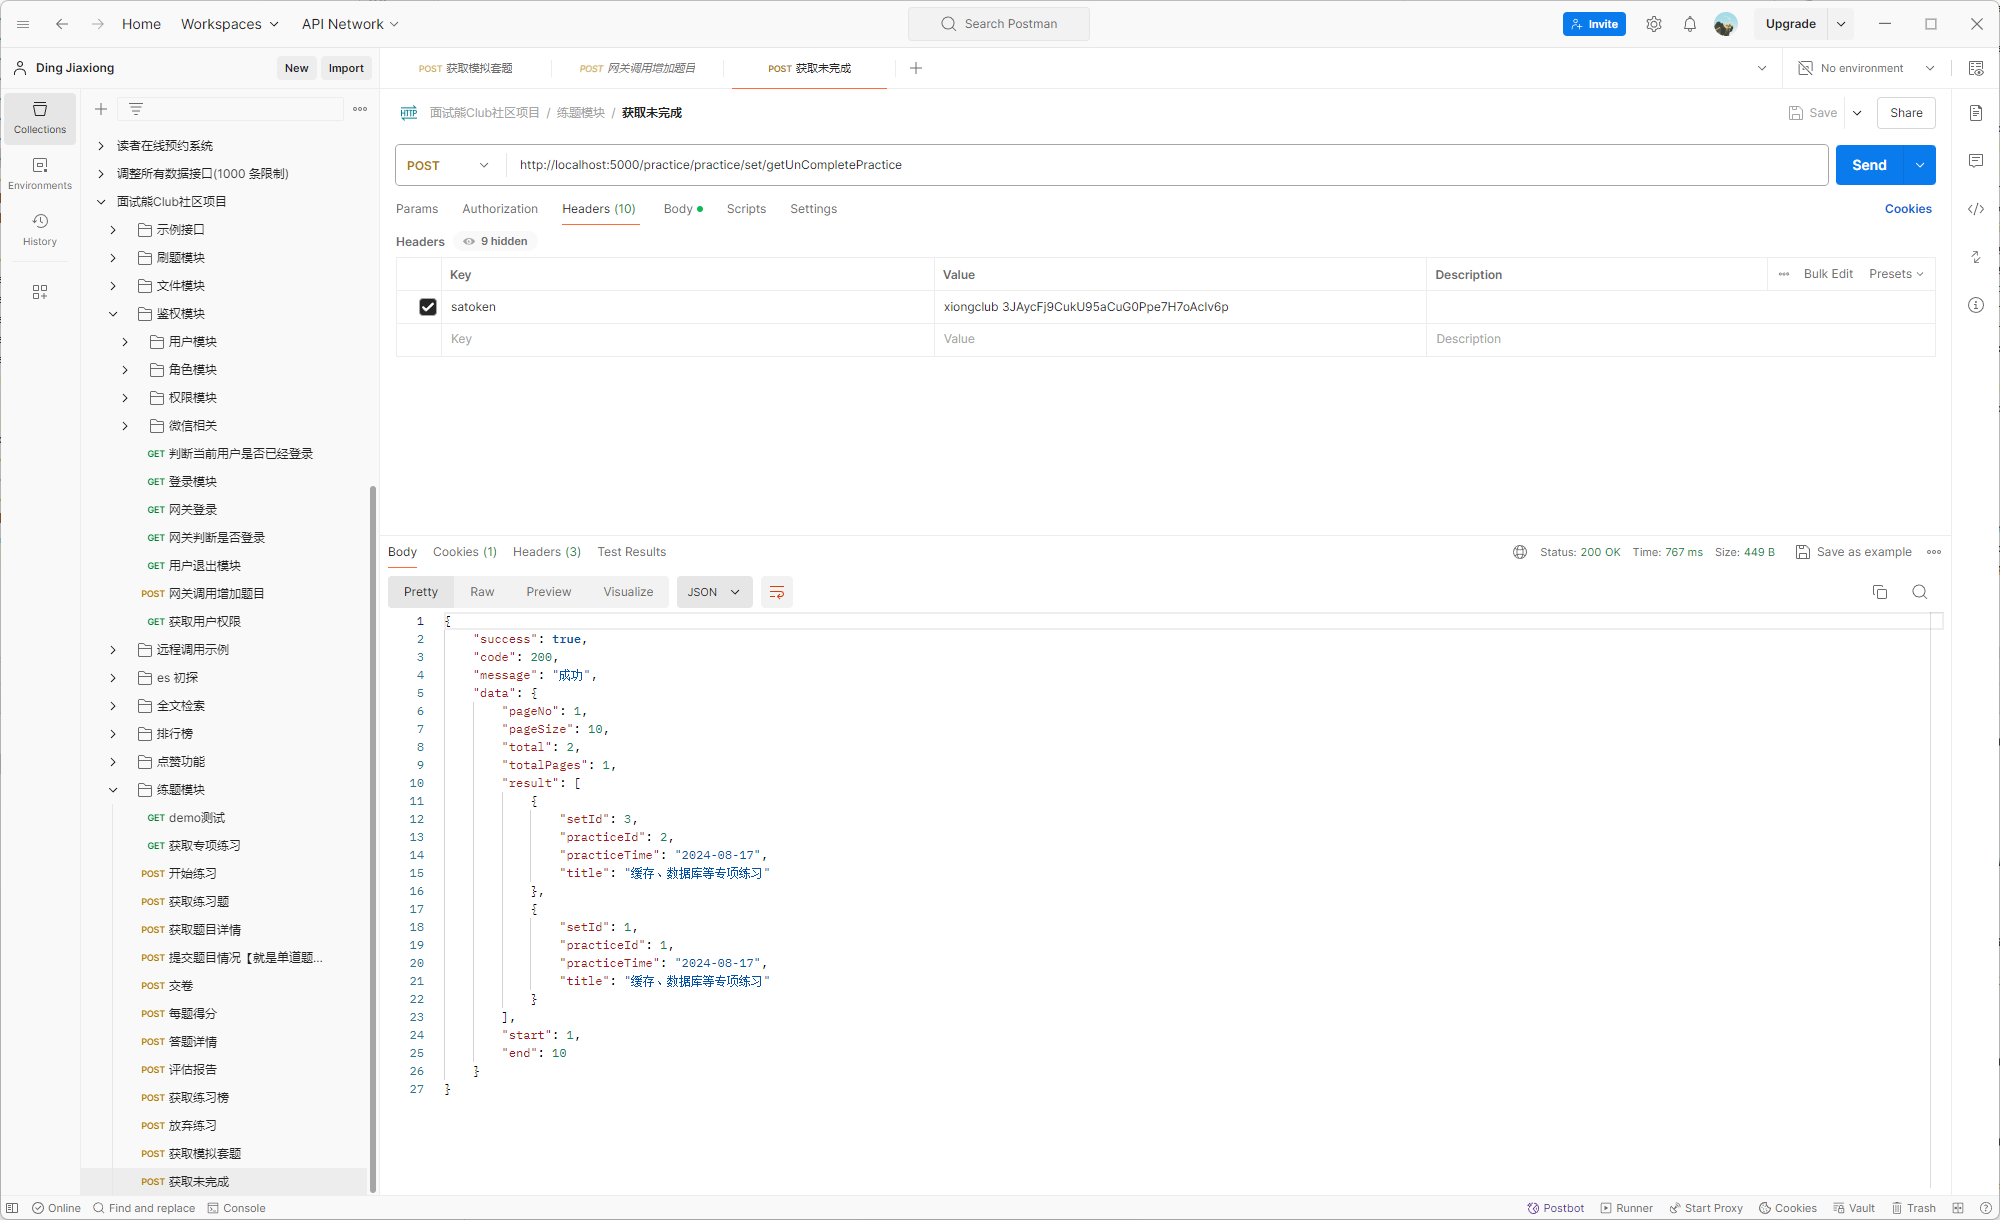 Home Workspaces API Network Search Postman Invite Upgrade
Ding Jiaxiong New Import POST 获取模拟套题 POST 网关调用增加题目 POST 获取未完成 No environment
Collections
Environments
History
读者在线预约系统
调整所有数据接口(1000 条限制)
面试熊Club社区项目
示例接口
刷题模块
文件模块
鉴权模块
用户模块
角色模块
权限模块
微信相关
GET 判断当前用户是否已经登录
GET 登录模块
GET 网关登录
GET 网关判断是否登录
GET 用户退出模块
POST 网关调用增加题目
GET 获取用户权限
远程调用示例
es 初探
全文检索
排行榜
点赞功能
练题模块
GET demo测试
GET 获取专项练习
POST 开始练习
POST 获取练习题
POST 获取题目详情
POST 提交题目情况【就是单道题...
POST 交卷
POST 每题得分
POST 答题详情
POST 评估报告
POST 获取练习榜
POST 放弃练习
POST 获取模拟套题
POST 获取未完成
HTTP 面试熊Club社区项目 / 练题模块 / 获取未完成 Save Share
POST http://localhost:5000/practice/practice/set/getUnCompletePractice Send
Params Authorization Headers (10) Body Scripts Settings Cookies
Headers 9 hidden
Key Value Description Bulk Edit Presets
satoken xiongclub 3JAycFj9CukU95aCuG0Ppe7H7oAclv6p
Key Value Description
Body Cookies (1) Headers (3) Test Results Status: 200 OK Time: 767 ms Size: 449 B Save as example
Pretty Raw Preview Visualize JSON
1 {
2 "success": true,
3 "code": 200,
4 "message": "成功",
5 "data": {
6 "pageNo": 1,
7 "pageSize": 10,
8 "total": 2,
9 "totalPages": 1,
10 "result": [
11 {
12 "setId": 3,
13 "practiceId": 2,
14 "practiceTime": "2024-08-17",
15 "title": "缓存、数据库等专项练习"
16 },
17 {
18 "setId": 1,
19 "practiceId": 1,
20 "practiceTime": "2024-08-17",
21 "title": "缓存、数据库等专项练习"
22 }
23 ],
24 "start": 1,
25 "end": 10
26 }
27 }
Online Find and replace Console Postbot Runner Start Proxy Cookies Vault Trash